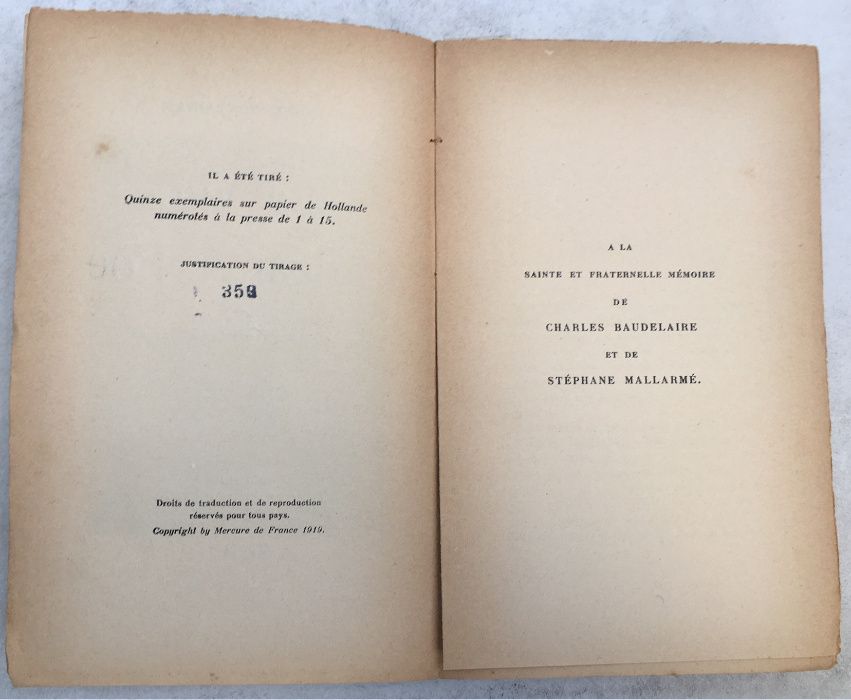 IL A ÉTÉ TIRÉ :
Quinze exemplaires sur papier de Hollande
numérotés à la presse de 1 à 15.
JUSTIFICATION DU TIRAGE :
Droits de traduction et de reproduction
réservés pour tous pays.
Copyright by Mercure de France 1919.
A LA
SAINTE ET FRATERNELLE MÉMOIRE
DE
CHARLES BAUDELAIRE
ET DE
STÉPHANE MALLARMÉ.